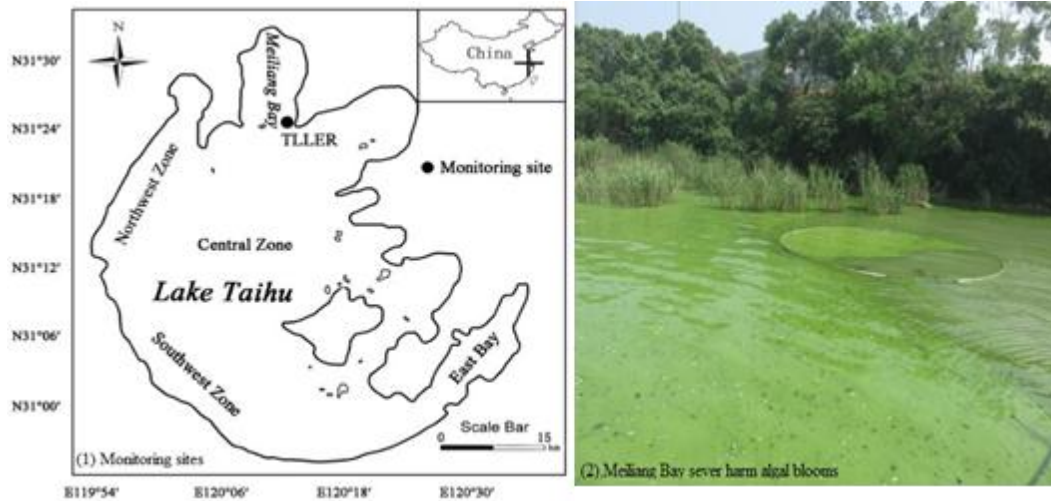 Z
China
N31°30'
Meiliang Bay
N31°24'
TLLER
Monitoring site
Northwest Zone
N31°18'
Central Zone
N31°12'
Lake Taihu
N31°06'
Southwest Zone
East Bay
N31°00'
Scale Bar
0 15 km
(1) Monitoring sites
E119°54' E120°06' E120°18' E120°30'
(2) Meiliang Bay sever harm algal blooms